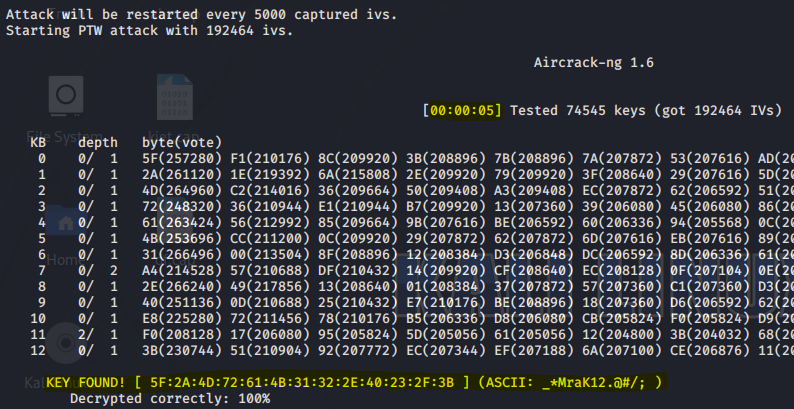 Attack will be restarted every 5000 captured ivs.
Starting PTW attack with 192464 ivs.
Aircrack-ng 1.6
[00:00:05] Tested 74545 keys (got 192464 IVs)
KB depth byte(vote)
0 0/ 1 5F(257280) F1(210176) 8C(209920) 3B(208896) 7B(208896) 7A(207872) 53(207616) AD(20
1 0/ 1 2A(261120) 1E(219392) 6A(215808) 2E(209920) 79(209920) 3F(208640) 29(207616) 5D(20
2 0/ 1 4D(264960) C2(214016) 36(209664) 50(209408) A3(209408) EC(207872) 62(206592) 51(20
3 0/ 1 72(248320) 36(210944) E1(210944) B7(209920) 13(207360) 39(206080) 45(206080) 86(20
4 0/ 1 61(263424) 56(212992) 85(209664) 9B(207616) BE(206592) 60(206336) 94(205568) 0C(20
5 0/ 1 4B(253696) CC(211200) 0C(209920) 29(207872) 62(207872) 6D(207616) EB(207616) 89(20
6 0/ 1 31(266496) 00(213504) 8F(208896) 12(208384) D3(206848) DC(206592) 8D(206336) 61(20
7 0/ 2 A4(214528) 57(210688) DF(210432) 14(209920) CF(208640) EC(208128) 0F(207104) 0E(20
8 0/ 1 2E(266240) 49(217856) 13(208640) 01(208384) 37(207872) 57(207360) C1(207360) D3(20
9 0/ 1 40(251136) 0D(210688) 25(210432) E7(210176) BE(208896) 18(207360) D6(206592) 62(20
10 0/ 1 E8(225280) 72(211456) 78(210176) B5(207336) D8(206080) CB(205824) F0(205824) D9(20
11 2/ 1 F0(208128) 17(206080) 95(205824) 5D(205056) 61(205056) 12(204800) 3B(204032) 68(20
12 0/ 1 3B(230744) 51(210904) 92(207772) EC(207344) EF(207188) 6A(207100) CE(206876) 11(20
KEY FOUND! [ 5F:2A:4D:72:61:4B:31:32:2E:40:23:2F:3B ] (ASCII: _*MraK12.@#/; )
Decrypted correctly: 100%
File System
Home